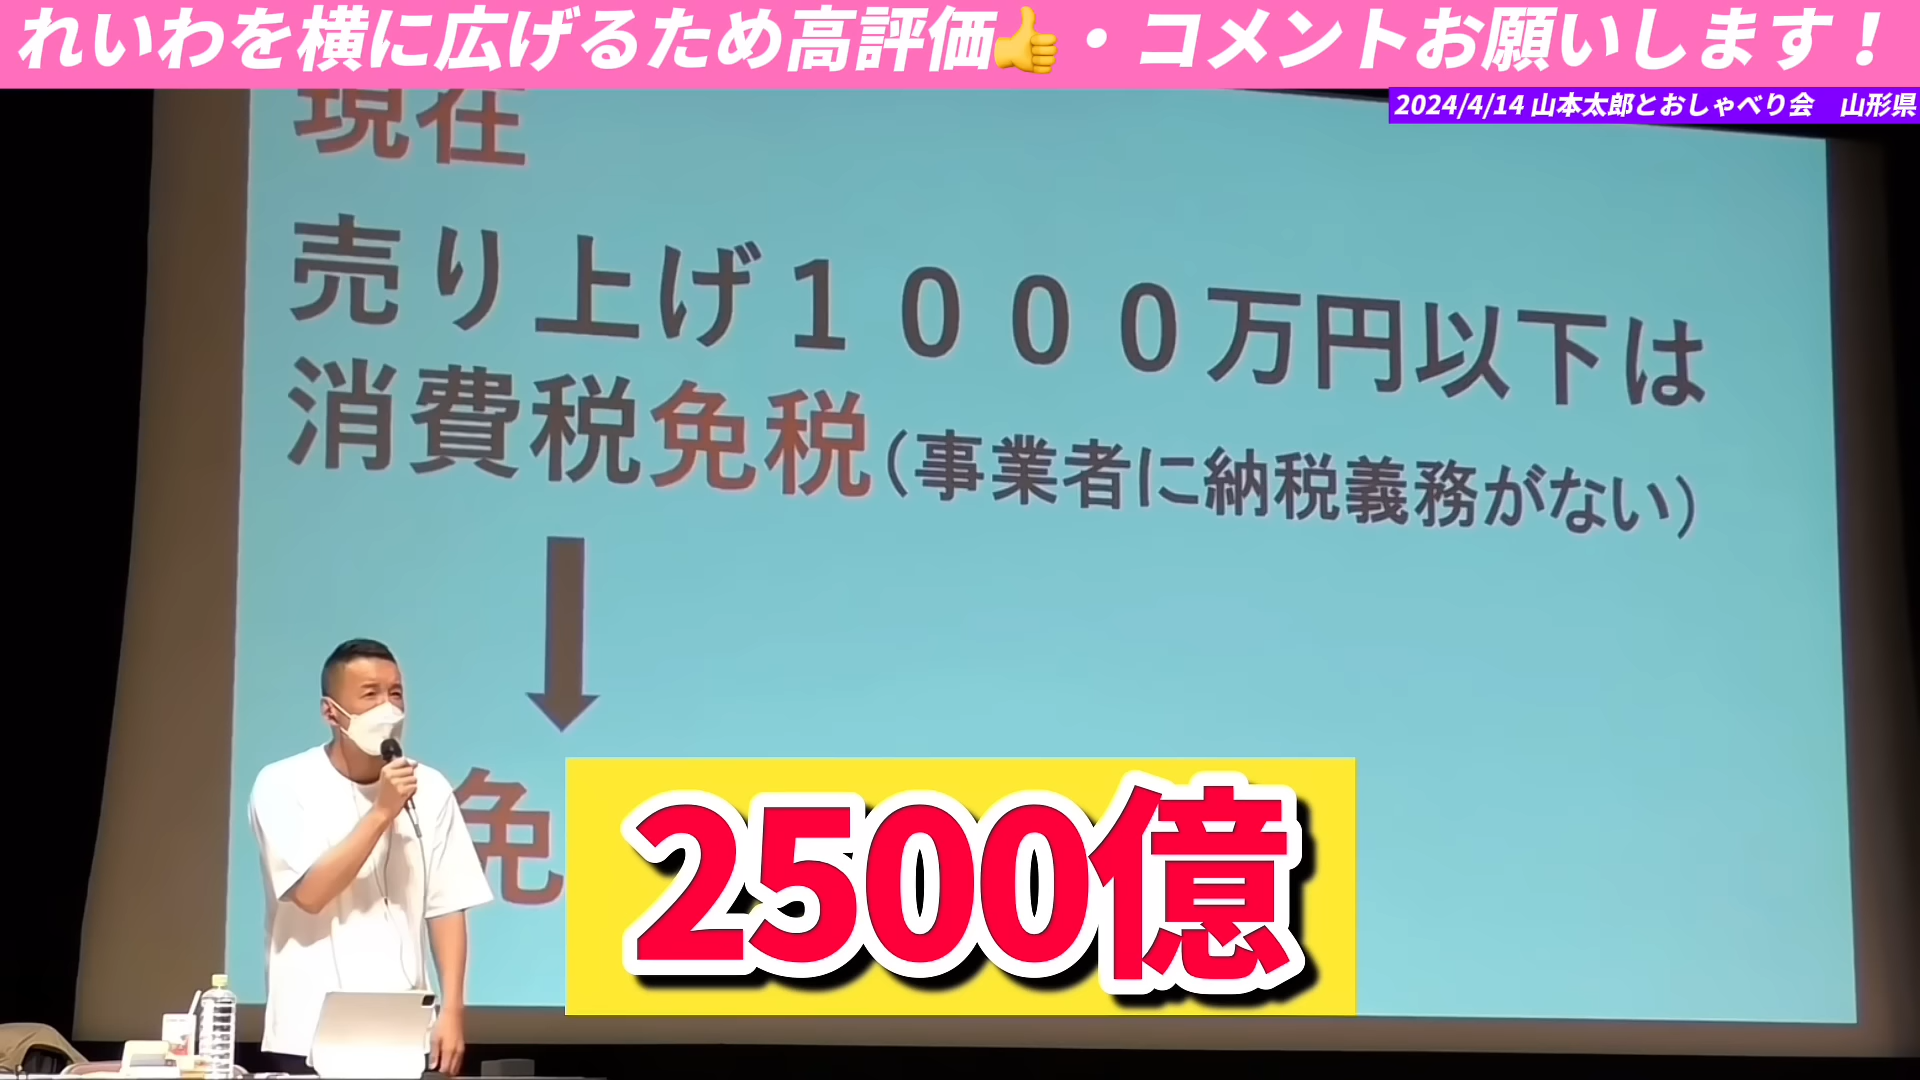 れいわを横に広げるため高評価👍・コメントお願いします！
2024/4/14 山本太郎とおしゃべり会　山形県
現在
売り上げ１０００万円以下は
消費税免税（事業者に納税義務がない）
免
2500億